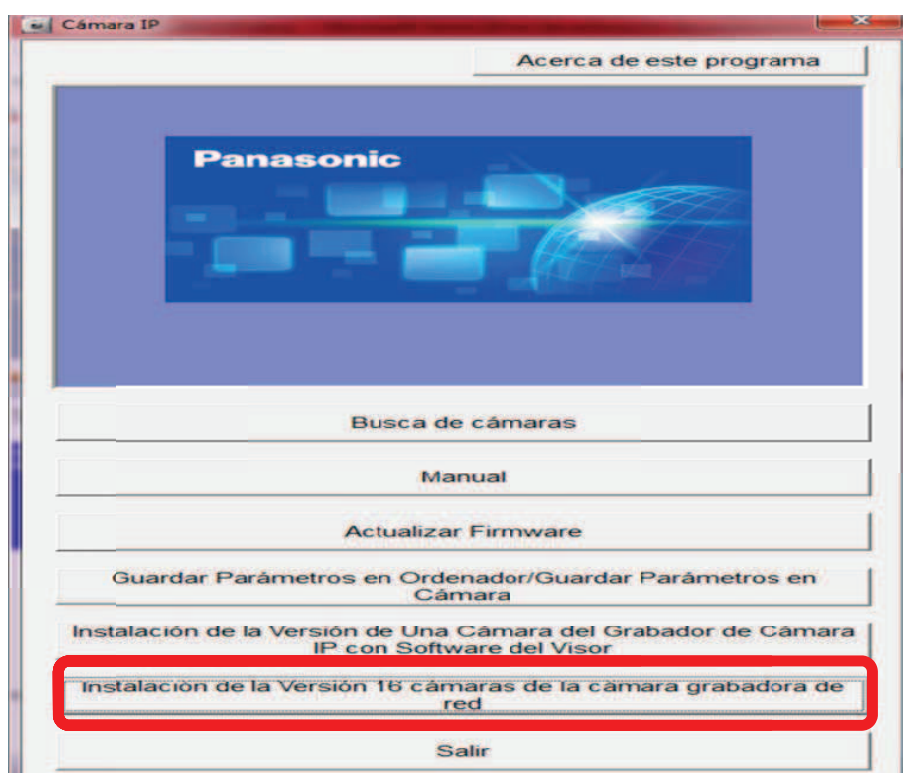 Cámara IP
Acerca de este programa
Panasonic
Busca de cámaras
Manual
Actualizar Firmware
Guardar Parámetros en Ordenador/Guardar Parámetros en
Cámara
Instalación de la Versión de Una Cámara del Grabador de Cámara
IP con Software del Visor
Instalación de la Versión 16 cámaras de la cámara grabadora de
red
Salir